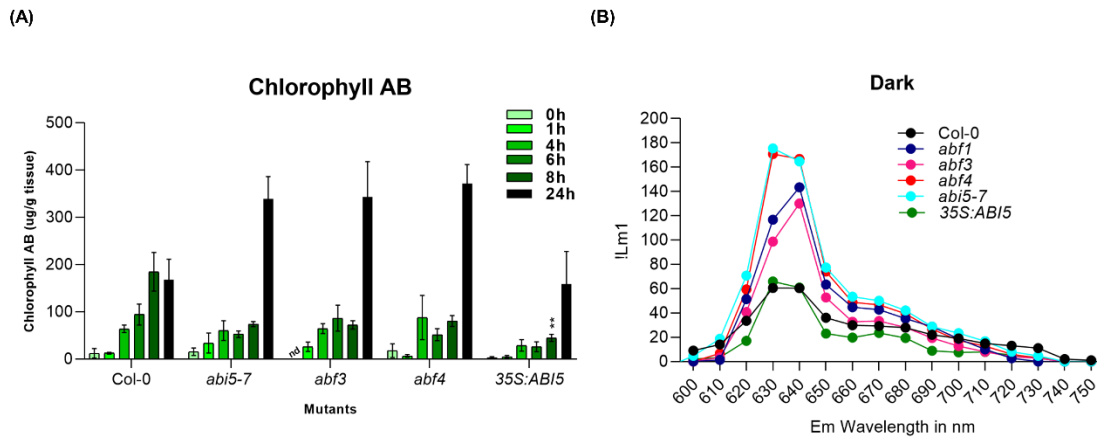 (A)
(B)
Chlorophyll AB
Chlorophyll AB (ug/g tissue)
500
400
300
200
100
0
0h
1h
4h
6h
8h
24h
nd
**
Col-0
abi5-7
abf3
abf4
35S:ABI5
Mutants
Dark
!Lm1
200
180
160
140
120
100
80
60
40
20
0
Col-0
abf1
abf3
abf4
abi5-7
35S:ABI5
600
610
620
630
640
650
660
670
680
690
700
710
720
730
740
750
Em Wavelength in nm